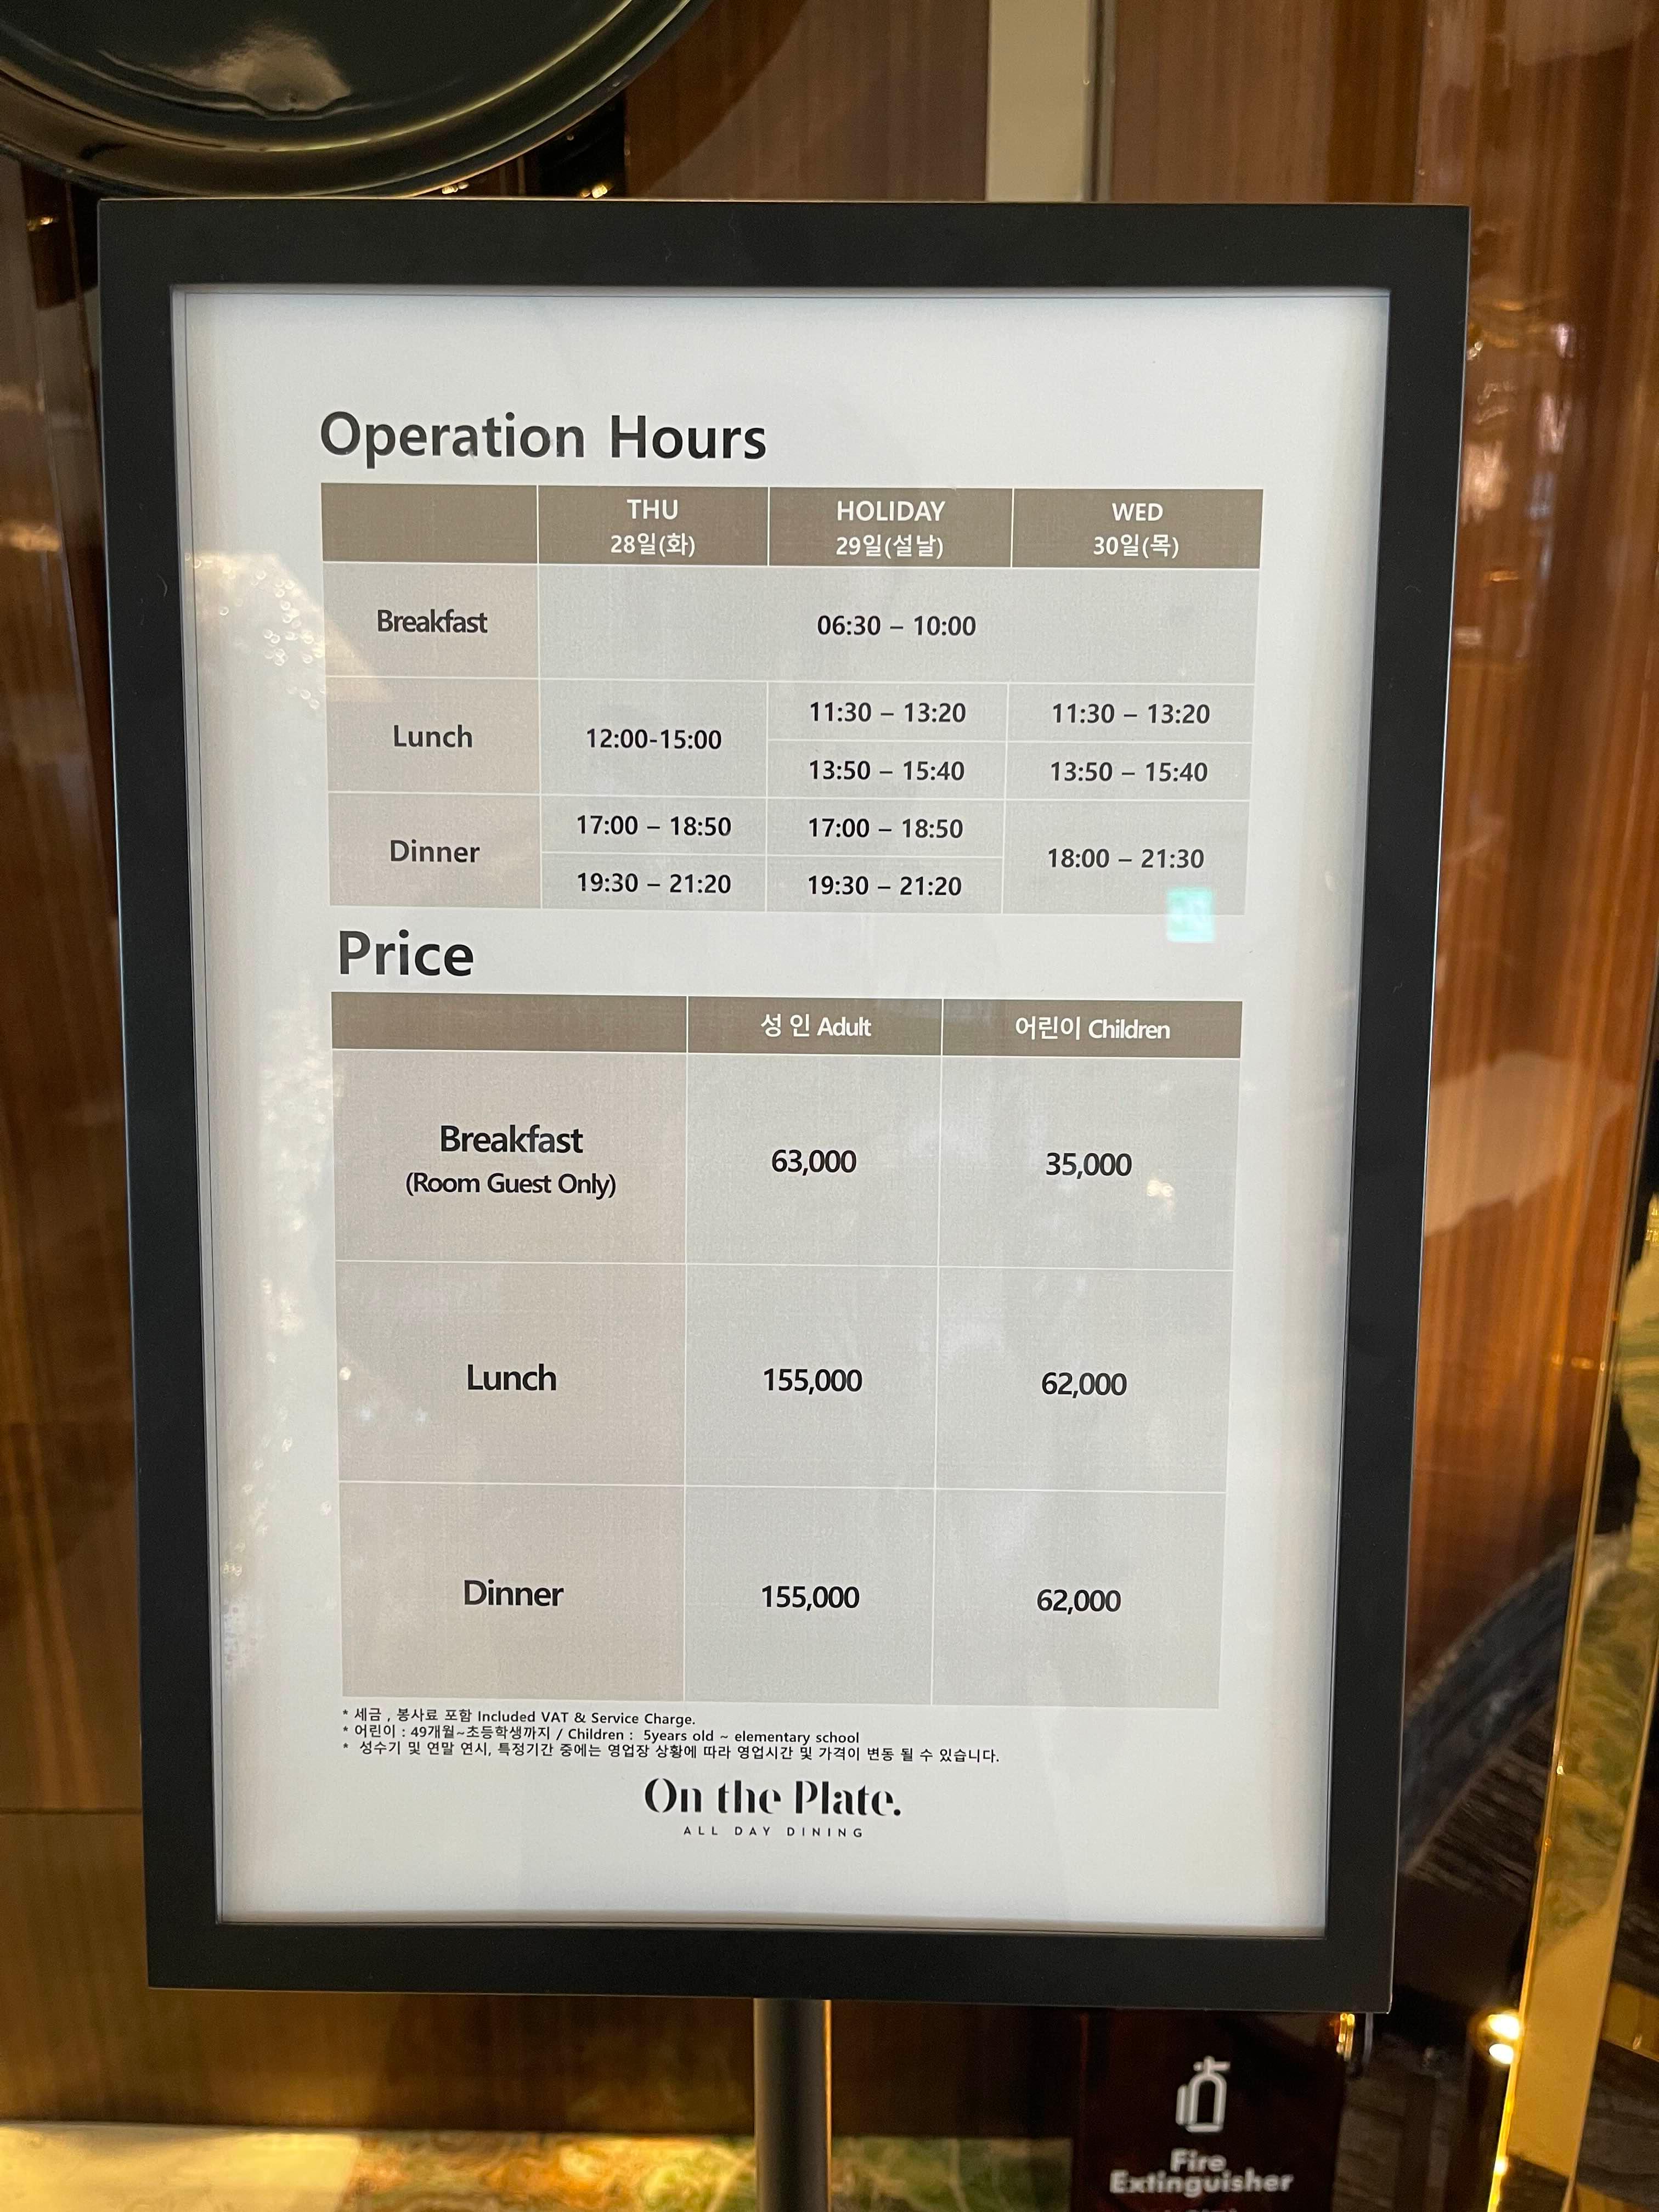 Operation Hours
THU HOLIDAY WED
28일(화) 29일(설날) 30일(목)
Breakfast 06:30 – 10:00
Lunch 12:00-15:00 11:30 – 13:20 11:30 – 13:20
13:50 – 15:40 13:50 – 15:40
Dinner 17:00 – 18:50 17:00 – 18:50 18:00 – 21:30
19:30 – 21:20 19:30 – 21:20
Price
성 인 Adult 어린이 Children
Breakfast
(Room Guest Only) 63,000 35,000
Lunch 155,000 62,000
Dinner 155,000 62,000
* 세금 , 봉사료 포함 Included VAT & Service Charge.
* 어린이 : 49개월~초등학생까지 / Children : 5years old ~ elementary school
* 성수기 및 연말 연시, 특정기간 중에는 영업장 상황에 따라 영업시간 및 가격이 변동 될 수 있습니다.
On the Plate.
ALL DAY DINING
Fire
Extinguisher